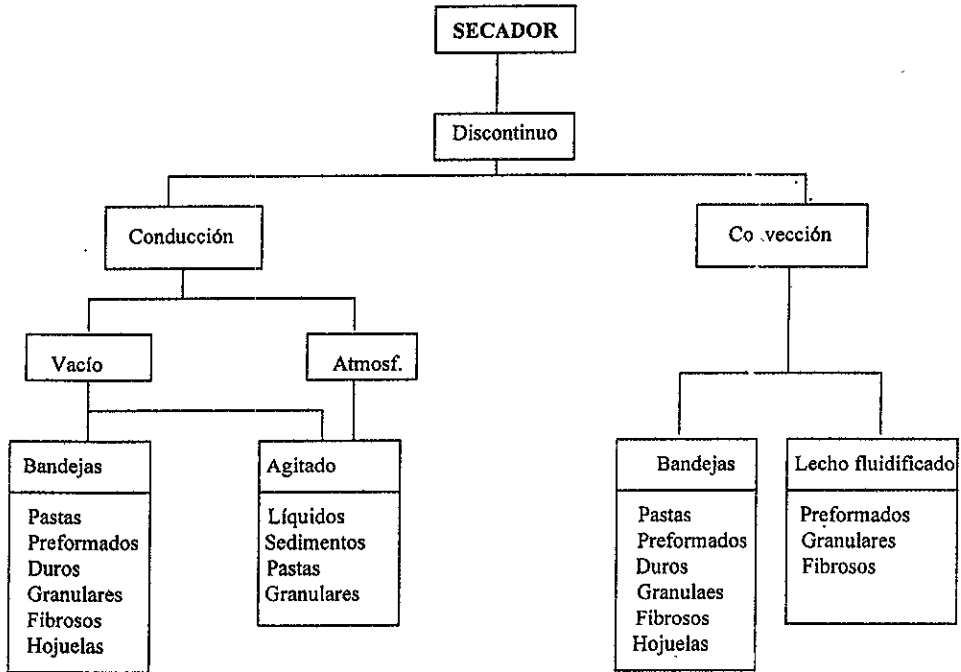 SECADOR
Discontinuo
Conducción
Co vección
Vacío
Atmosf.
Bandejas
Pastas
Preformados
Duros
Granulares
Fibrosos
Hojuelas
Agitado
Líquidos
Sedimentos
Pastas
Granulares
Bandejas
Pastas
Preformados
Duros
Granulaes
Fibrosos
Hojuelas
Lecho fluidificado
Preformados
Granulares
Fibrosos